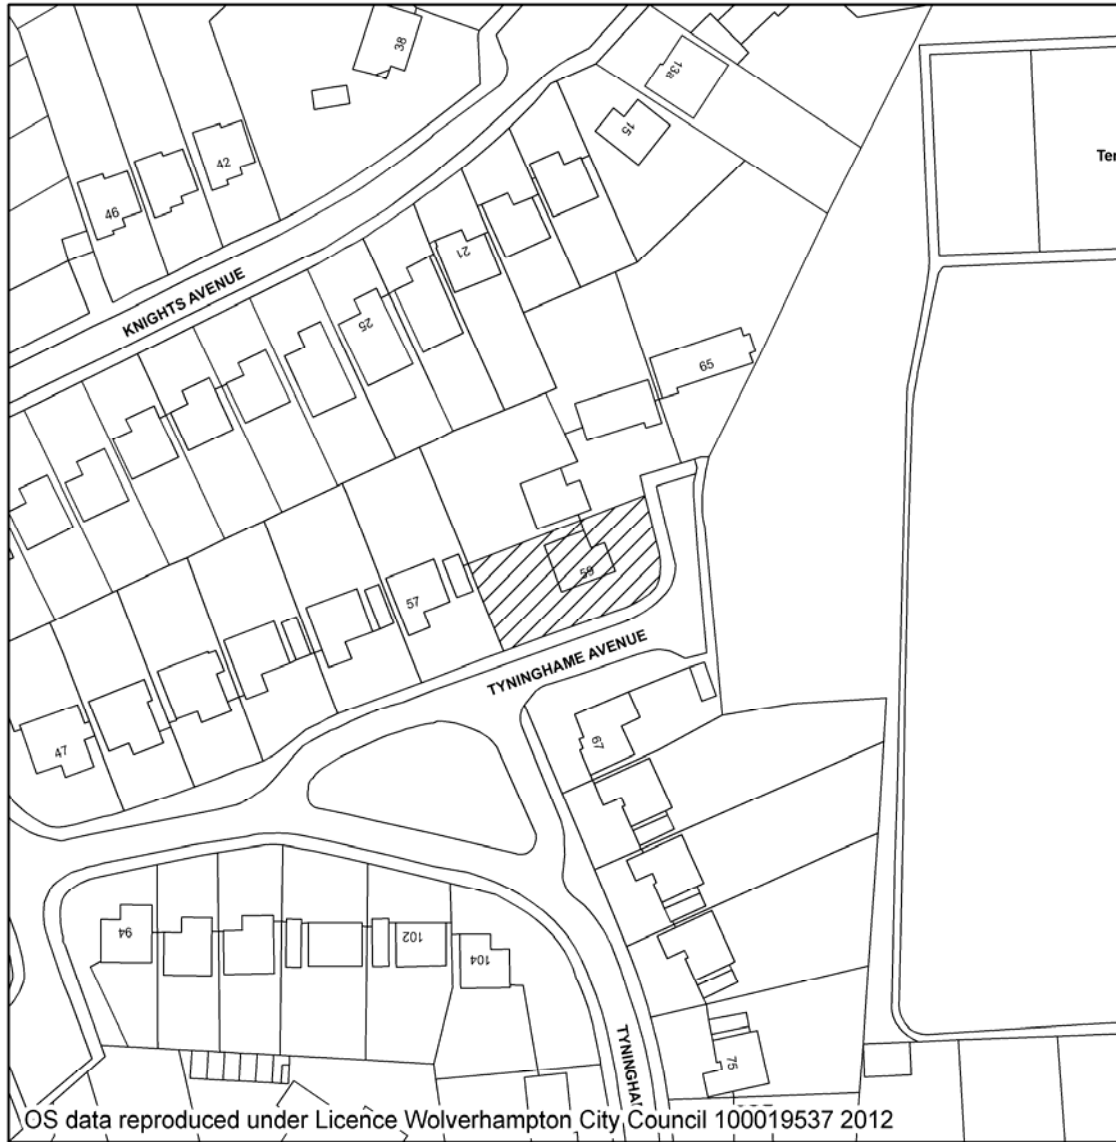 38
13a
15
42
46
Ter
KNIGHTS AVENUE
21
25
65
59
57
TYNINGHAME AVENUE
47
67
94
102
104
TYNINGHA
75
OS data reproduced under Licence Wolverhampton City Council 100019537 2012